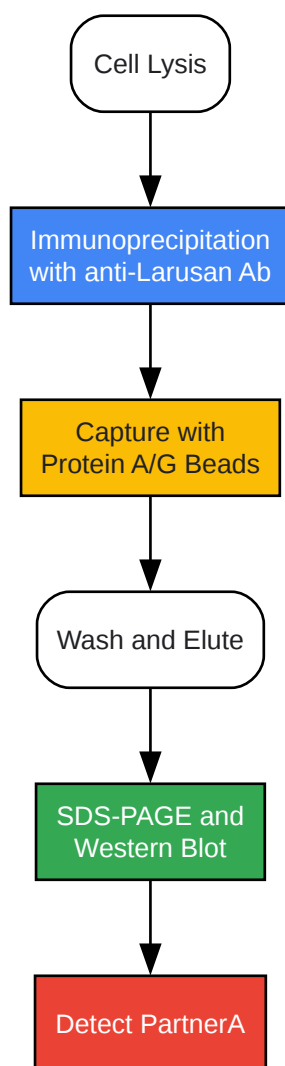 Cell Lysis
Immunoprecipitation
with anti-Larusan Ab
Capture with
Protein A/G Beads
Wash and Elute
SDS-PAGE and
Western Blot
Detect PartnerA